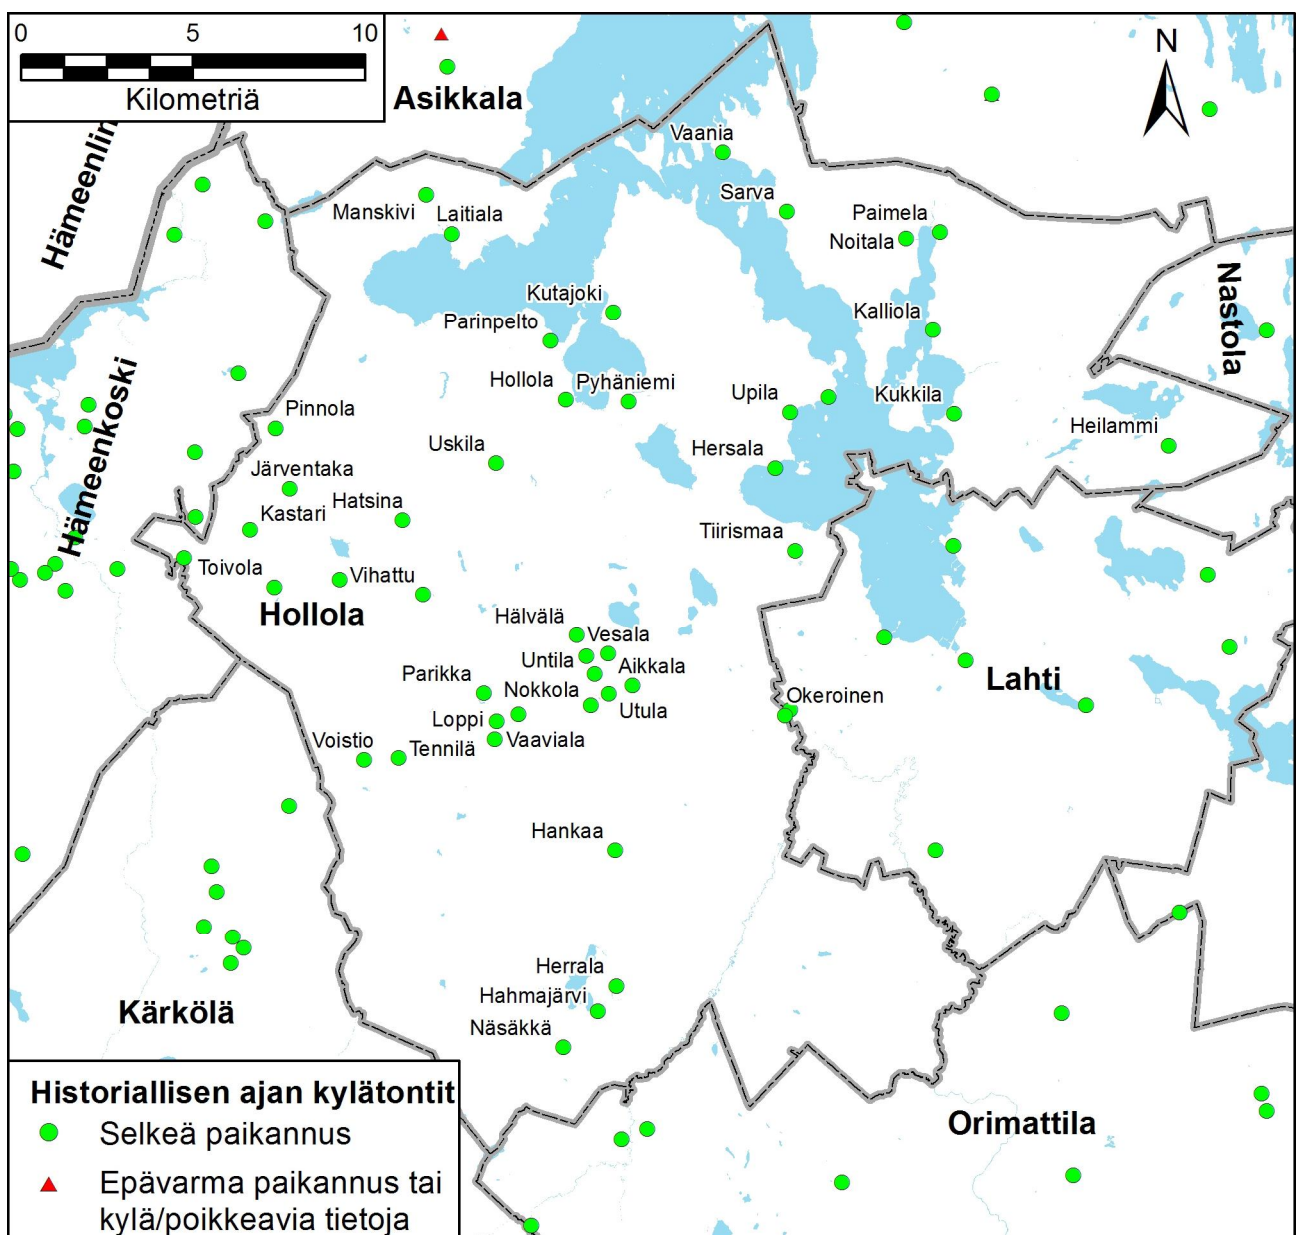 0 5 10
Kilometriä
N
Asikkala
Hämeenlin
Vaania
Sarva
Manskivi
Laitiala
Paimela
Noitala
Kutajoki
Parinpelto
Kalliola
Nastola
Hollola
Pyhäniemi
Upila
Kukkila
Heilammi
Hämeenkoski
Pinnola
Uskila
Hersala
Järventaka
Hatsina
Kastari
Tiirismaa
Toivola
Vihattu
Hollola
Hälvälä
Vesala
Untila
Aikkala
Parikka
Nokkola
Utula
Lahti
Okeroinen
Loppi
Vaaviala
Voistio
Tennilä
Hankaa
Herrala
Hahmajärvi
Näsäkkä
Kärkölä
Orimattila
Historiallisen ajan kylätontit
Selkeä paikannus
Epävarma paikannus tai
kylä/poikkeavia tietoja